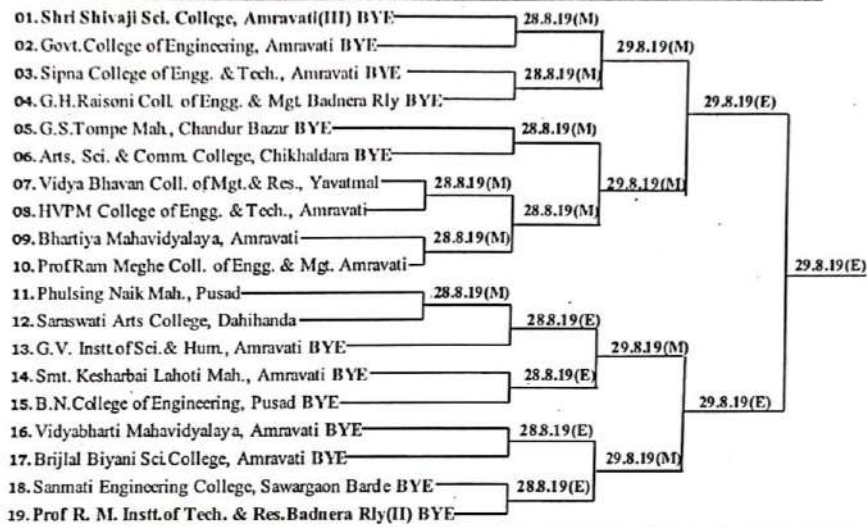 01. Shri Shivaji Sci. College, Amravati(III) BYE
28.8.19(M)
02. Govt.College of Engineering, Amravati BYE
29.8.19(M)
03. Sipna College of Engg. & Tech., Amravati BYE
28.8.19(M)
04. G.H.Raisoni Coll. of Engg. & Mgt. Badnera Rly BYE
29.8.19(E)
05. G.S.Tompe Mah., Chandur Bazar BYE
28.8.19(M)
06. Arts, Sci. & Comm. College, Chikhaldara BYE
07. Vidya Bhavan Coll. of Mgt.& Res., Yavatmal
28.8.19(M)
29.8.19(M)
08. HVPM College of Engg. & Tech., Amravati
28.8.19(M)
09. Bhartiya Mahavidyalaya, Amravati
28.8.19(M)
10. Prof Ram Meghe Coll. of Engg. & Mgt. Amravati
29.8.19(E)
11. Phulsing Naik Mah., Pusad
28.8.19(M)
12. Saraswati Arts College, Dahihanda
28.8.19(E)
13. G.V. Instt.of Sci.& Hum., Amravati BYE
29.8.19(M)
14. Smt. Kesharbai Lahoti Mah., Amravati BYE
28.8.19(E)
15. B.N.College of Engineering, Pusad BYE
29.8.19(E)
16. Vidyabharti Mahavidyalaya, Amravati BYE
28.8.19(E)
17. Brijlal Biyani Sci.College, Amravati BYE
29.8.19(M)
18. Sanmati Engineering College, Sawargaon Barde BYE
28.8.19(E)
19. Prof R. M. Instt.of Tech. & Res.Badnera Rly(II) BYE